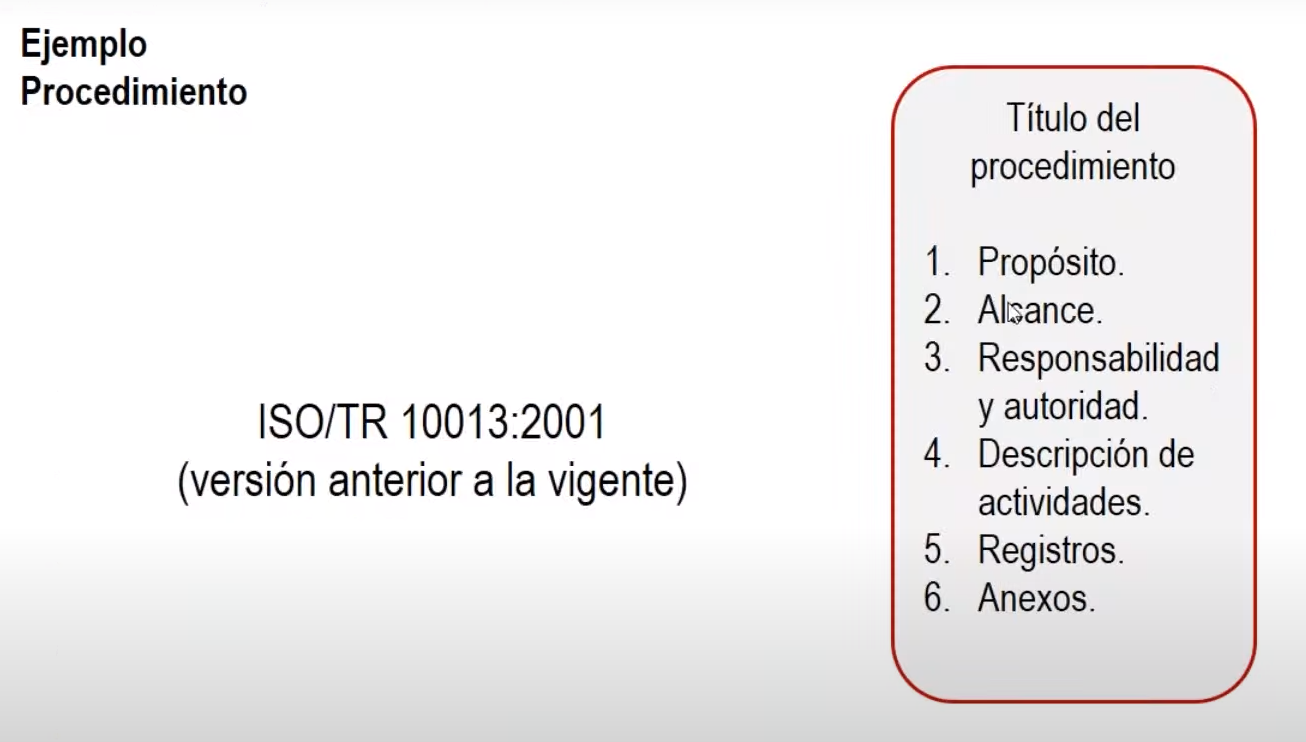 Ejemplo
Procedimiento
Título del
procedimiento
1. Propósito.
2. Alcance.
3. Responsabilidad
y autoridad.
4. Descripción de
actividades.
5. Registros.
6. Anexos.
ISO/TR 10013:2001
(versión anterior a la vigente)